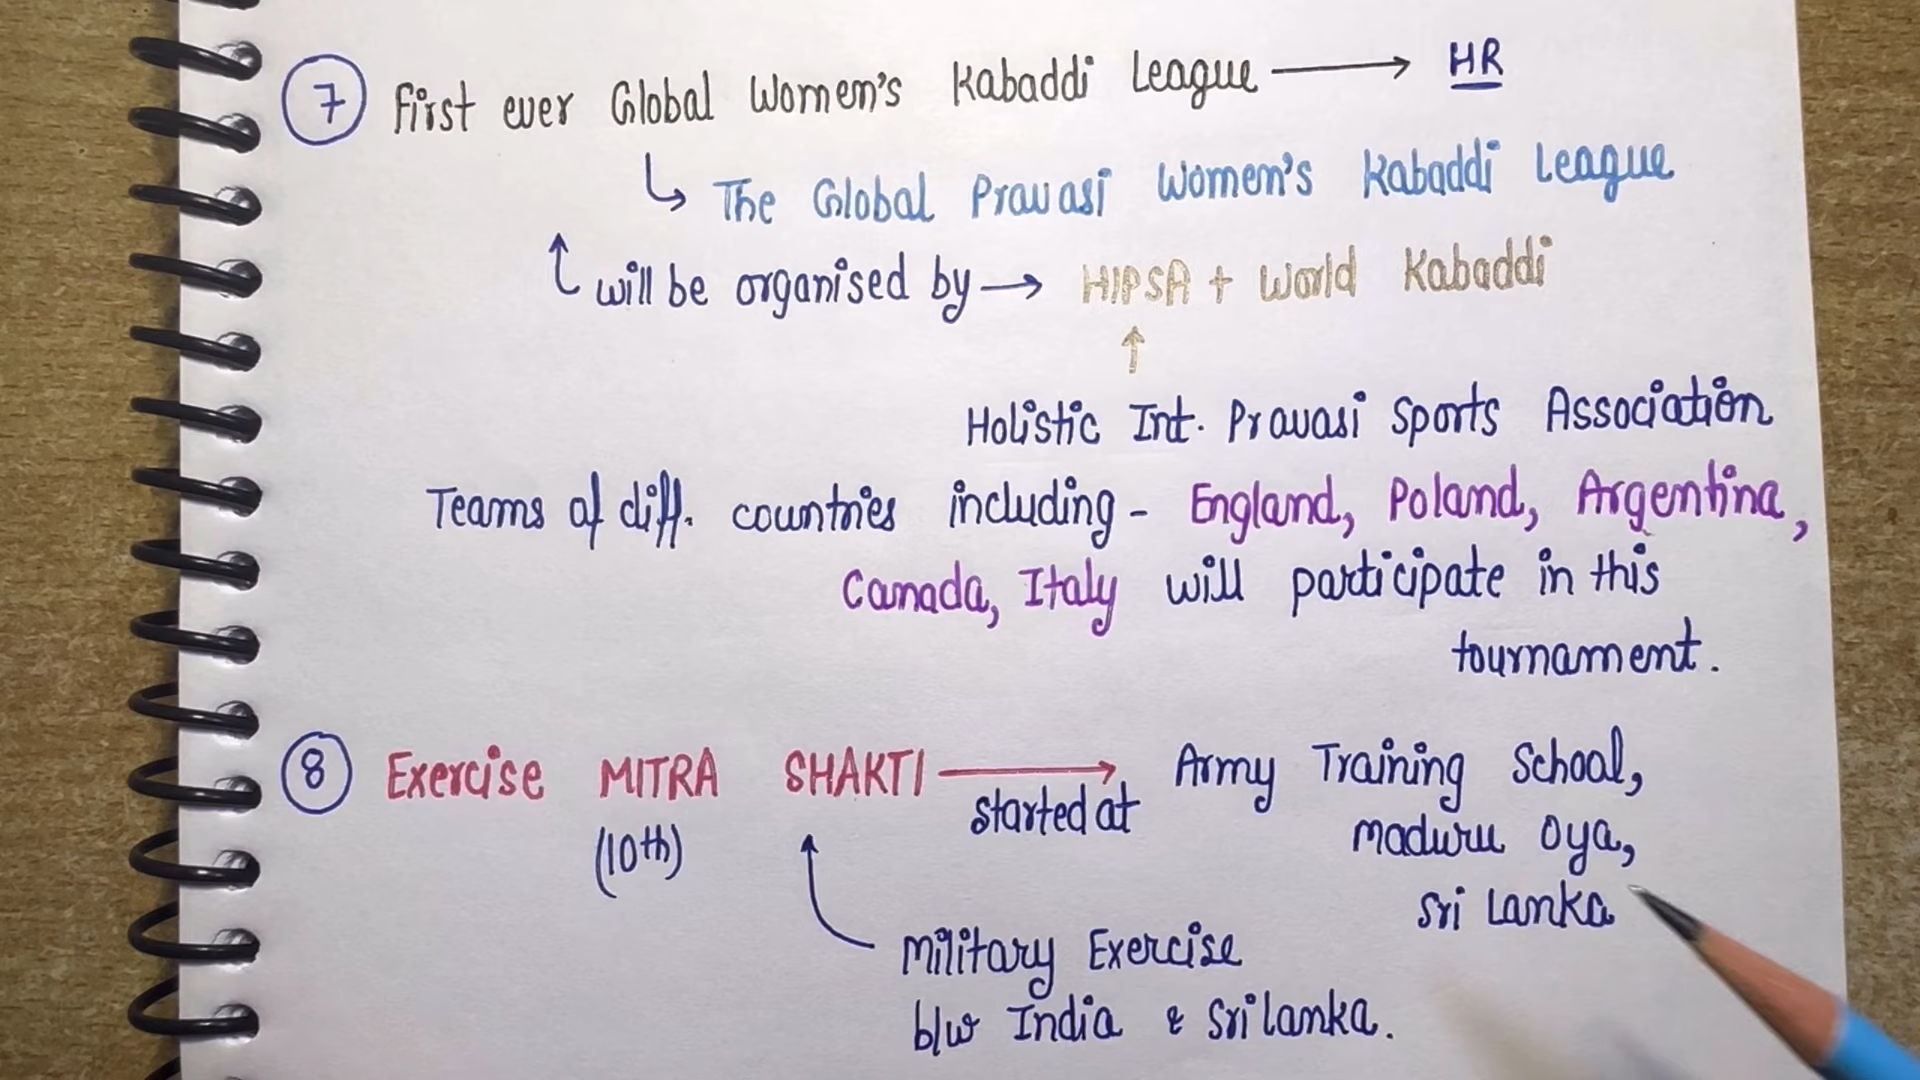 7 First ever Global Women's Kabaddi League → HR
↳ The Global Pravasi Women's Kabaddi League
↑ will be organised by → HIPSA + World Kabaddi
↑
Holistic Int. Pravasi Sports Association
Teams of diff. countries including - England, Poland, Argentina,
Canada, Italy will participate in this
tournament.
8 Exercise MITRA SHAKTI → Army Training School,
(10th) started at Maduru Oya,
Sri Lanka
Military Exercise
b/w India & Srilanka.